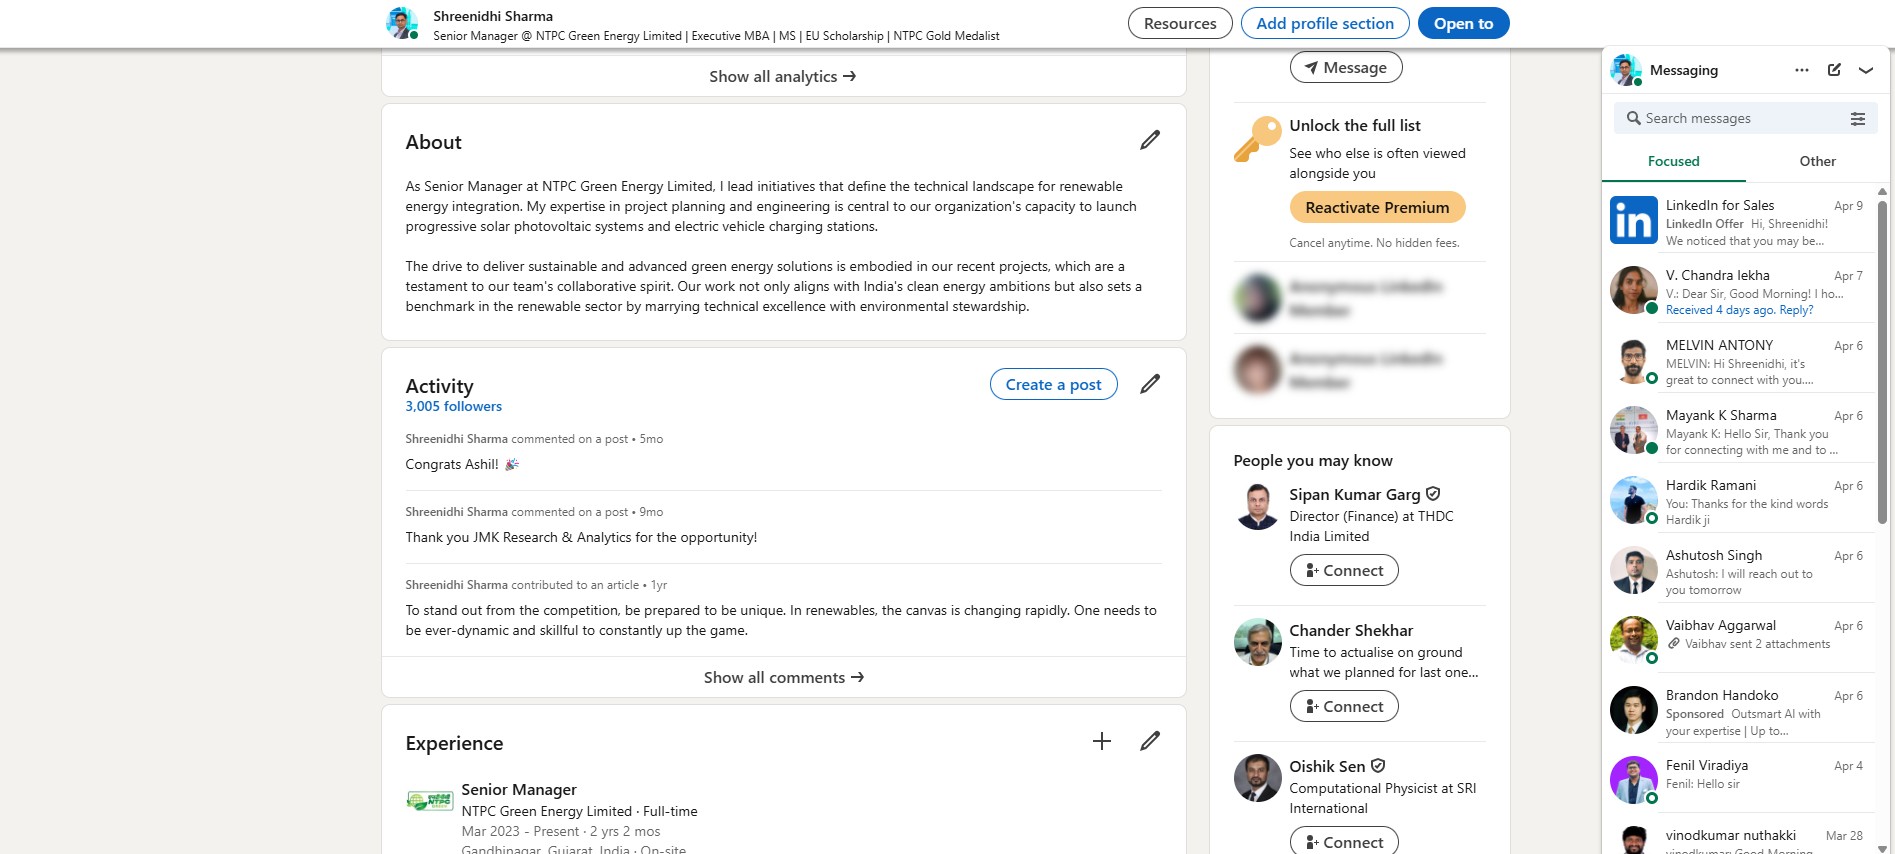 Shreenidhi Sharma
Senior Manager @ NTPC Green Energy Limited | Executive MBA | MS | EU Scholarship | NTPC Gold Medalist
Resources
Add profile section
Open to
Show all analytics →
About
As Senior Manager at NTPC Green Energy Limited, I lead initiatives that define the technical landscape for renewable
energy integration. My expertise in project planning and engineering is central to our organization's capacity to launch
progressive solar photovoltaic systems and electric vehicle charging stations.
The drive to deliver sustainable and advanced green energy solutions is embodied in our recent projects, which are a
testament to our team's collaborative spirit. Our work not only aligns with India's clean energy ambitions but also sets a
benchmark in the renewable sector by marrying technical excellence with environmental stewardship.
Activity
3,005 followers
Create a post
Shreenidhi Sharma commented on a post • 5mo
Congrats Ashil! 🎉
Shreenidhi Sharma commented on a post • 9mo
Thank you JMK Research & Analytics for the opportunity!
Shreenidhi Sharma contributed to an article • 1yr
To stand out from the competition, be prepared to be unique. In renewables, the canvas is changing rapidly. One needs to
be ever-dynamic and skillful to constantly up the game.
Show all comments →
Experience
Senior Manager
NTPC Green Energy Limited · Full-time
Mar 2023 - Present · 2 yrs 2 mos
Gandhinagar, Gujarat, India · On-site
Message
Unlock the full list
See who else is often viewed
alongside you
Reactivate Premium
Cancel anytime. No hidden fees.
People you may know
Sipan Kumar Garg
Director (Finance) at THDC
India Limited
Connect
Chander Shekhar
Time to actualise on ground
what we planned for last one...
Connect
Oishik Sen
Computational Physicist at SRI
International
Connect
Messaging
Search messages
Focused
Other
LinkedIn for Sales Apr 9
LinkedIn Offer Hi, Shreenidhi!
We noticed that you may be...
V. Chandra lekha Apr 7
V.: Dear Sir, Good Morning! I ho...
Received 4 days ago. Reply?
MELVIN ANTONY Apr 6
MELVIN: Hi Shreenidhi, it's
great to connect with you....
Mayank K Sharma Apr 6
Mayank K: Hello Sir, Thank you
for connecting with me and to ...
Hardik Ramani Apr 6
You: Thanks for the kind words
Hardik ji
Ashutosh Singh Apr 6
Ashutosh: I will reach out to
you tomorrow
Vaibhav Aggarwal Apr 6
Vaibhav sent 2 attachments
Brandon Handoko Apr 6
Sponsored Outsmart AI with
your expertise | Up to...
Fenil Viradiya Apr 4
Fenil: Hello sir
vinodkumar nuthakki Mar 28